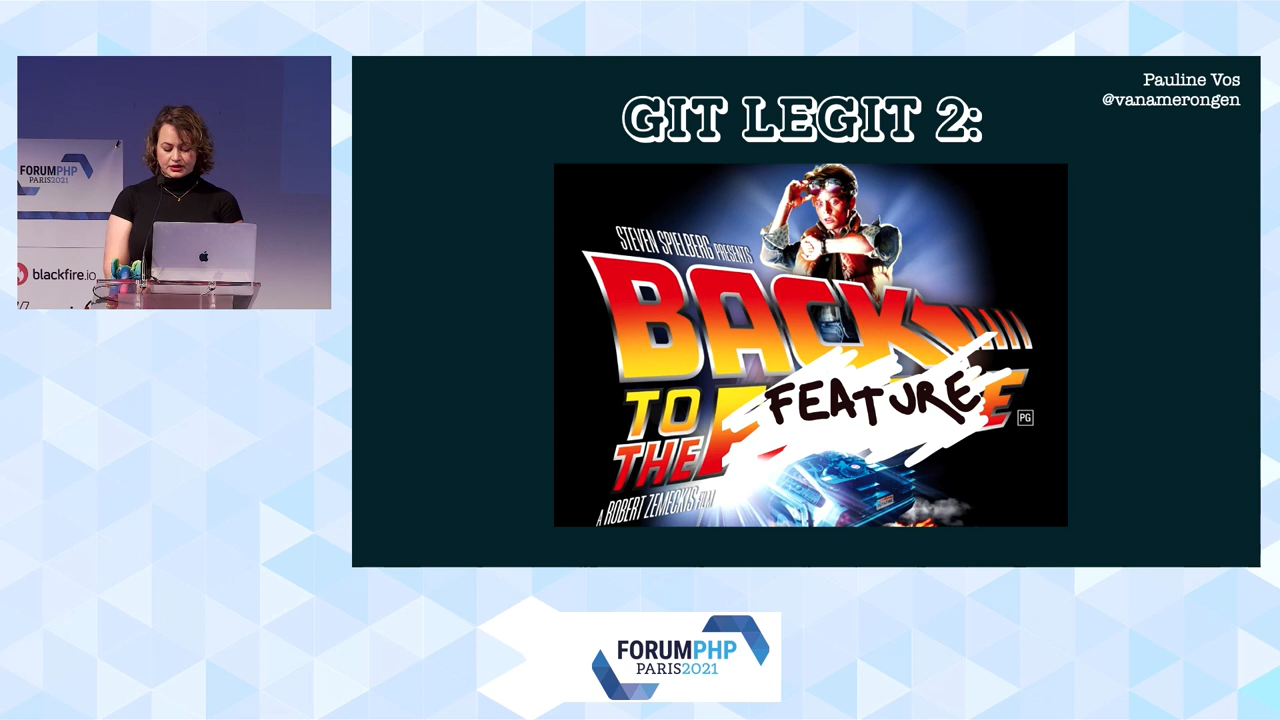 Pauline Vos
@vanamerongen
GIT LEGIT 2:
STEVEN SPIELBERG PRESENTS
BACK
TO
THE
FEATURE
E
PG
A ROBERT ZEMECKIS FILM
FORUMPHP
PARIS2021
blackfire.io
FORUMPHP
PARIS2021